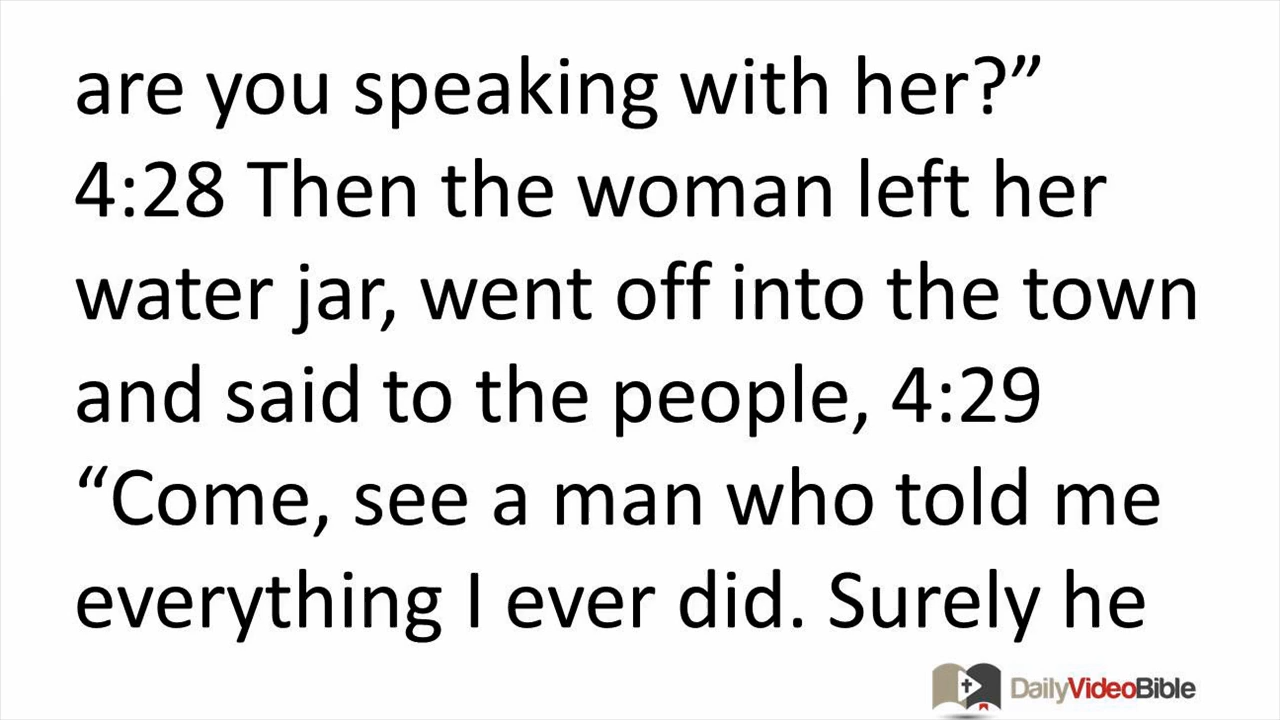 are you speaking with her?”
4:28 Then the woman left her
water jar, went off into the town
and said to the people, 4:29
“Come, see a man who told me
everything I ever did. Surely he
DailyVideoBible